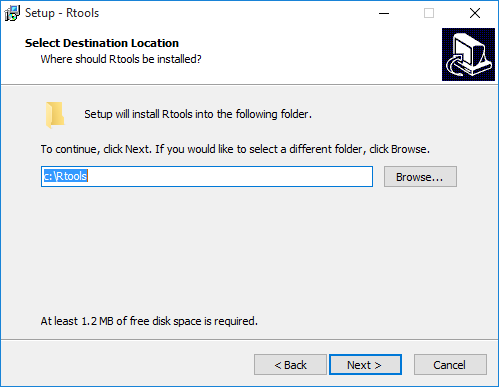 Setup - Rtools
Select Destination Location
Where should Rtools be installed?
Setup will install Rtools into the following folder.
To continue, click Next. If you would like to select a different folder, click Browse.
c:\Rtools
Browse...
At least 1.2 MB of free disk space is required.
< Back
Next >
Cancel